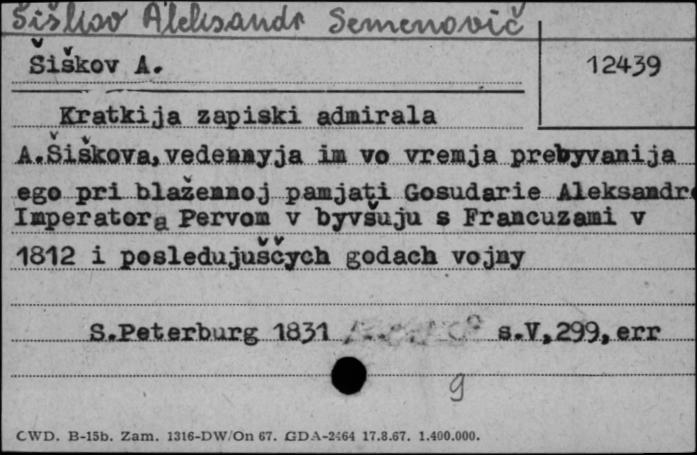 Šiškov Aleksandr Semenovič
Šiškov A.
12439
Kratkija zapiski admirala
A.Šiškova,vedennyja im vo vremja prebyvanija
ego pri blažennoj pamjati Gosudarie Aleksandre
Imperatora Pervom v byvšuju s Francuzami v
1812 i posledujuščych godach vojny
S.Peterburg 1831 s.V,299,err
9
CWD. B-15b. Zam. 1316-DW/On 67. GDA-2464 17.8.67. 1.400.000.